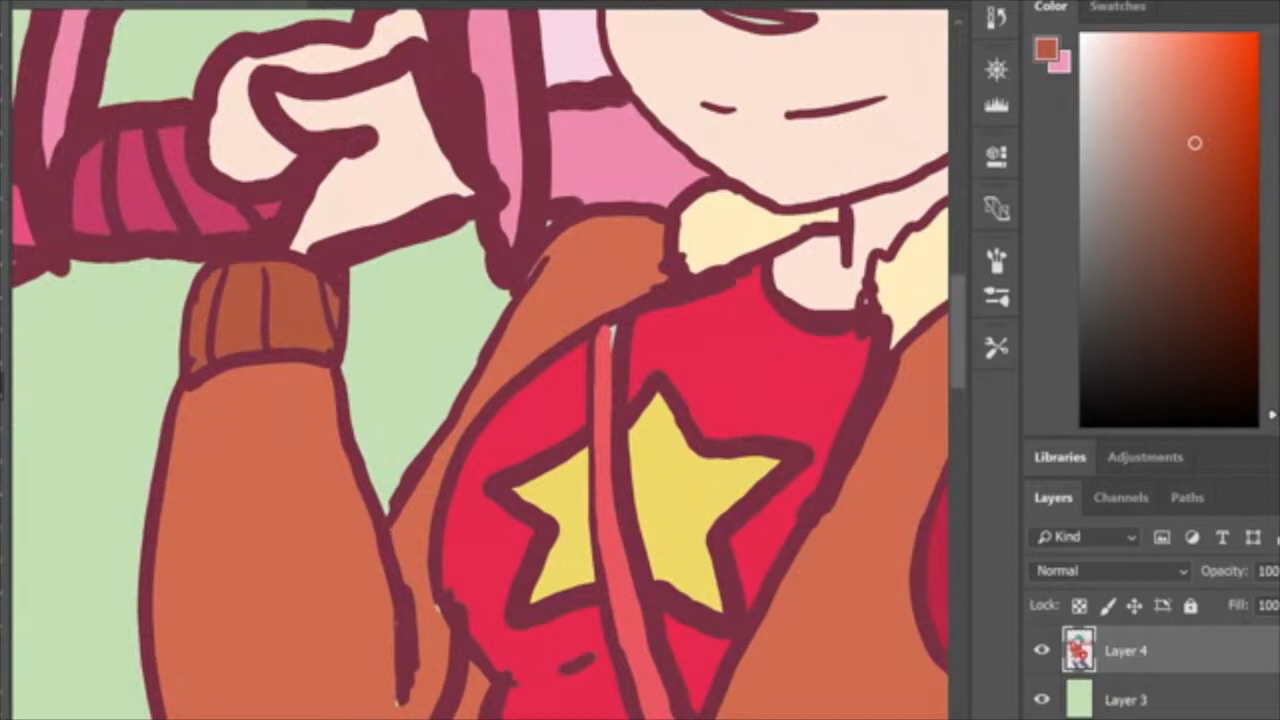 Color Swatches
Libraries Adjustments
Layers Channels Paths
Kind
Normal Opacity: 100
Lock: Fill: 100
Layer 4
Layer 3